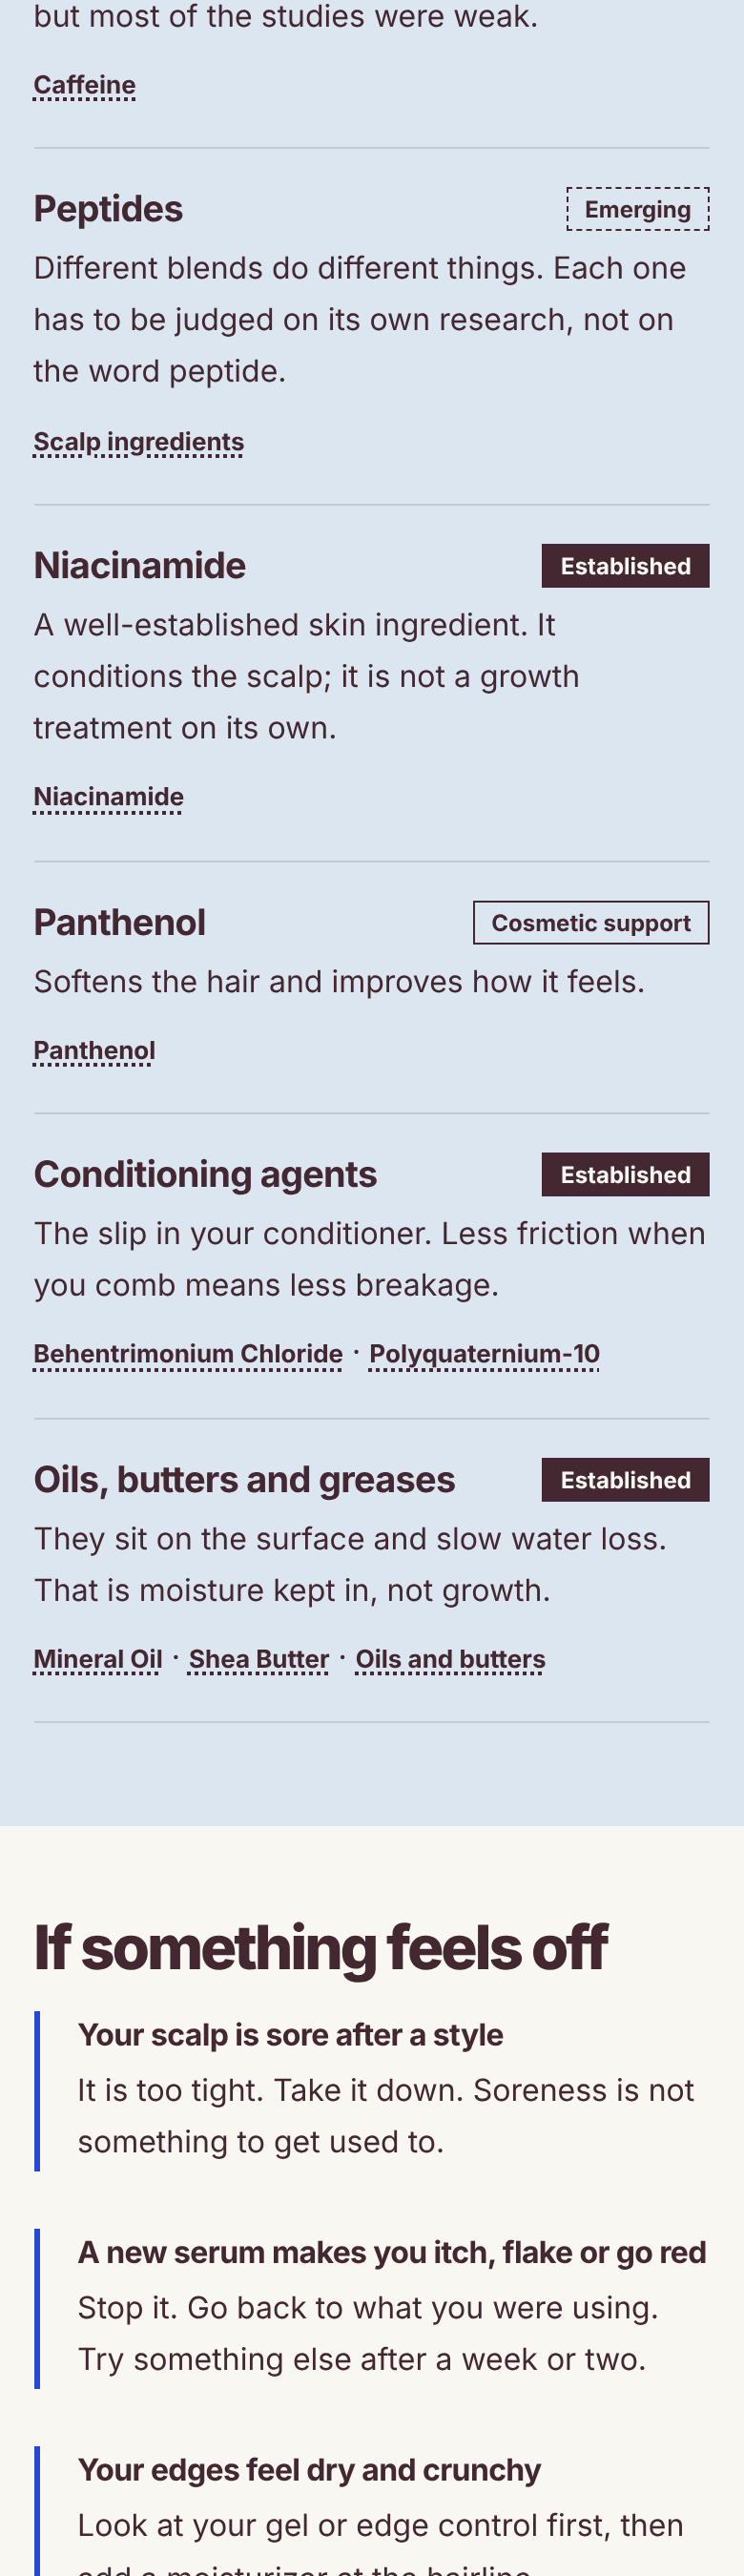 but most of the studies were weak.
Caffeine
Peptides
Emerging
Different blends do different things. Each one
has to be judged on its own research, not on
the word peptide.
Scalp ingredients
Niacinamide
Established
A well-established skin ingredient. It
conditions the scalp; it is not a growth
treatment on its own.
Niacinamide
Panthenol
Cosmetic support
Softens the hair and improves how it feels.
Panthenol
Conditioning agents
Established
The slip in your conditioner. Less friction when
you comb means less breakage.
Behentrimonium Chloride · Polyquaternium-10
Oils, butters and greases
Established
They sit on the surface and slow water loss.
That is moisture kept in, not growth.
Mineral Oil · Shea Butter · Oils and butters
If something feels off
Your scalp is sore after a style
It is too tight. Take it down. Soreness is not
something to get used to.
A new serum makes you itch, flake or go red
Stop it. Go back to what you were using.
Try something else after a week or two.
Your edges feel dry and crunchy
Look at your gel or edge control first, then
add a moisturizer at the hairline